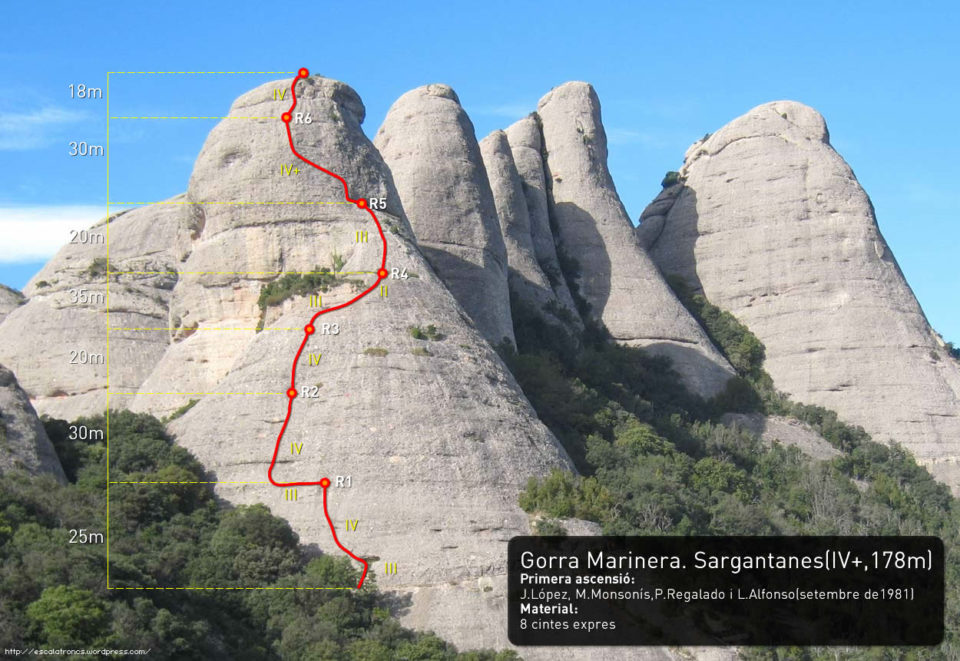 18m
IV
R6
30m
IV+
R5
20m
III
R4
35m
II
III
R3
20m
IV
R2
30m
IV
III
R1
25m
IV
III
Gorra Marinera. Sargantanes(IV+,178m)
Primera ascensió:
J.López, M.Monsonís,P.Regalado i L.Alfonso(setembre de1981)
Material:
8 cintes expres
http://escalatroncs.wordpress.com/